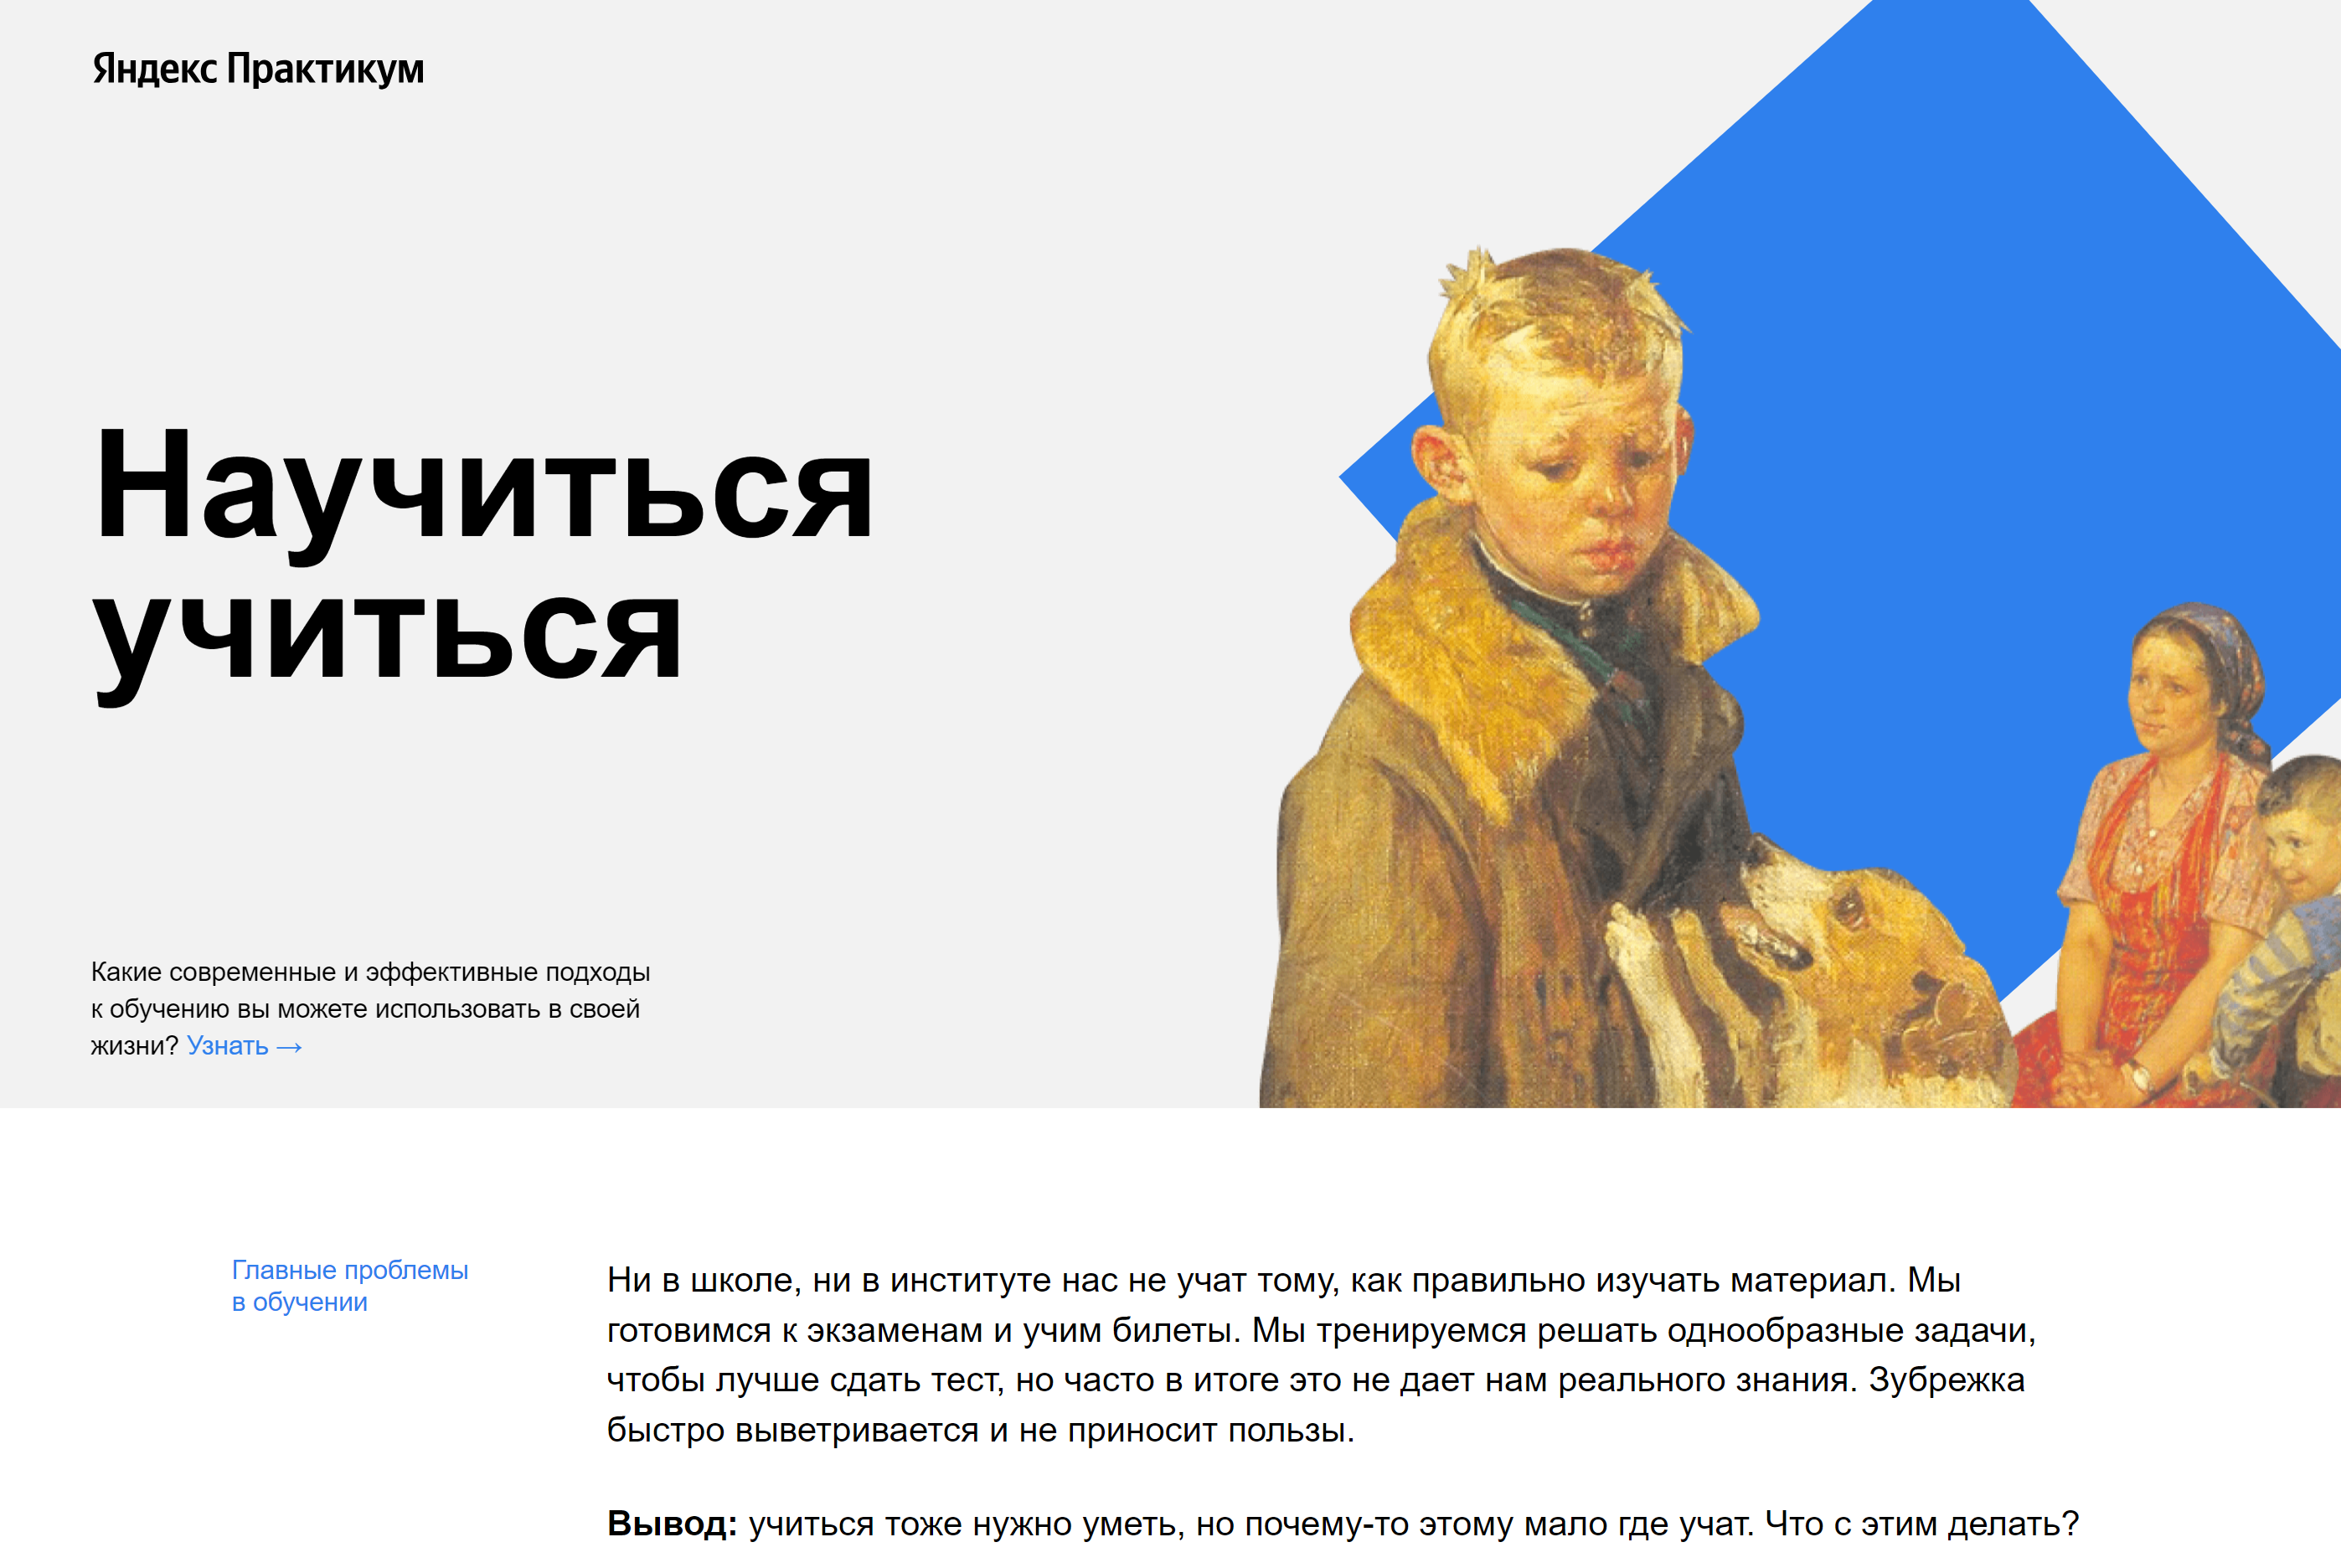 Яндекс Практикум
Научиться
учиться
Какие современные и эффективные подходы
к обучению вы можете использовать в своей
жизни? Узнать →
Главные проблемы
в обучении
Ни в школе, ни в институте нас не учат тому, как правильно изучать материал. Мы
готовимся к экзаменам и учим билеты. Мы тренируемся решать однообразные задачи,
чтобы лучше сдать тест, но часто в итоге это не дает нам реального знания. Зубрежка
быстро выветривается и не приносит пользы.
Вывод: учиться тоже нужно уметь, но почему-то этому мало где учат. Что с этим делать?